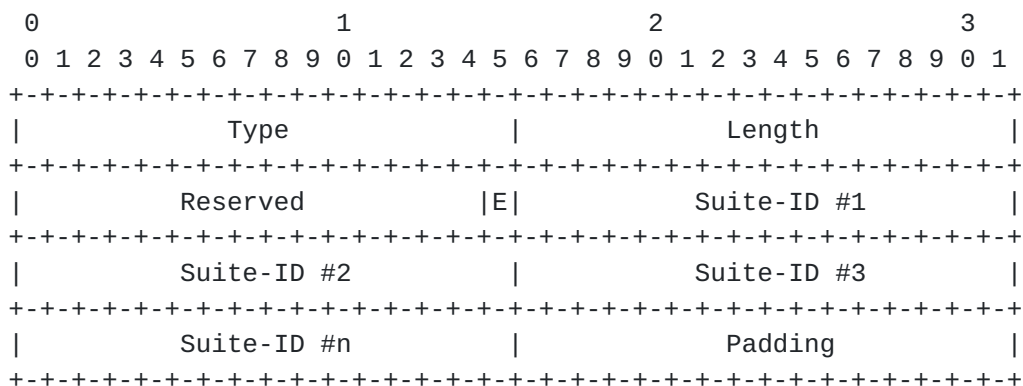 0                   1                   2                   3
 0 1 2 3 4 5 6 7 8 9 0 1 2 3 4 5 6 7 8 9 0 1 2 3 4 5 6 7 8 9 0 1
+-+-+-+-+-+-+-+-+-+-+-+-+-+-+-+-+-+-+-+-+-+-+-+-+-+-+-+-+-+-+-+-+
|             Type              |             Length            |
+-+-+-+-+-+-+-+-+-+-+-+-+-+-+-+-+-+-+-+-+-+-+-+-+-+-+-+-+-+-+-+-+
|          Reserved           |E|           Suite-ID #1         |
+-+-+-+-+-+-+-+-+-+-+-+-+-+-+-+-+-+-+-+-+-+-+-+-+-+-+-+-+-+-+-+-+
|          Suite-ID #2          |           Suite-ID #3         |
+-+-+-+-+-+-+-+-+-+-+-+-+-+-+-+-+-+-+-+-+-+-+-+-+-+-+-+-+-+-+-+-+
|          Suite-ID #n          |             Padding           |
+-+-+-+-+-+-+-+-+-+-+-+-+-+-+-+-+-+-+-+-+-+-+-+-+-+-+-+-+-+-+-+-+